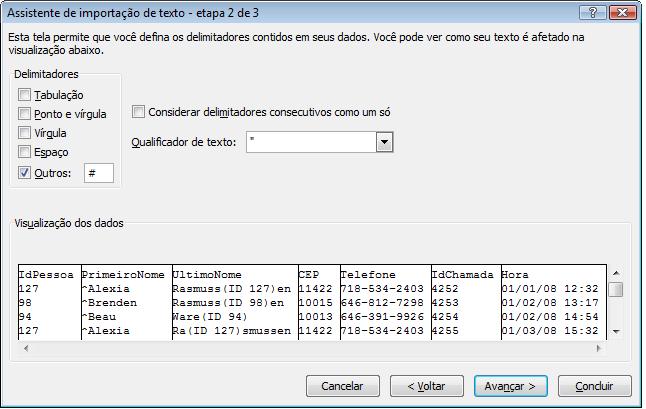 Assistente de importação de texto - etapa 2 de 3
Esta tela permite que você defina os delimitadores contidos em seus dados. Você pode ver como seu texto é afetado na
visualização abaixo.
Delimitadores
Tabulação
Ponto e vírgula
Vírgula
Espaço
Outros: #
Considerar delimitadores consecutivos como um só
Qualificador de texto: "
Visualização dos dados
IdPessoa PrimeiroNome UltimoNome CEP Telefone IdChamada Hora
127 ^Alexia Rasmuss(ID 127)en 11422 718-534-2403 4252 01/01/08 12:32
98 ^Brenden Rasmuss(ID 98)en 10015 646-812-7298 4253 01/02/08 13:17
94 ^Beau Ware(ID 94) 10013 646-391-9926 4254 01/02/08 14:54
127 ^Alexia Ra(ID 127)smussen 11422 718-534-2403 4255 01/03/08 15:32
Cancelar < Voltar Avançar > Concluir